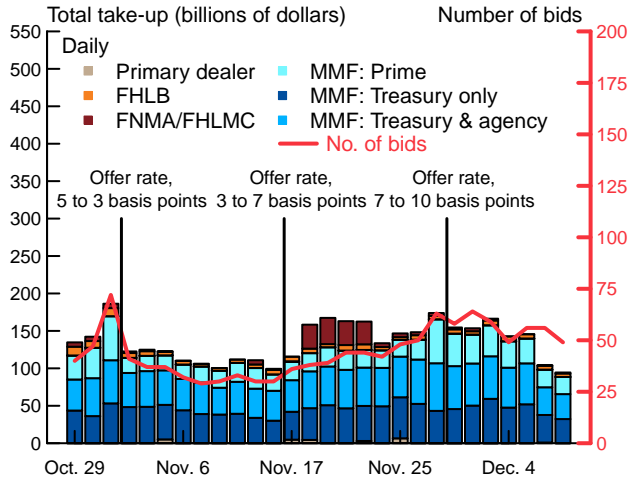 Total take-up (billions of dollars)
Number of bids
Daily
Primary dealer
FHLB
FNMA/FHLMC
MMF: Prime
MMF: Treasury only
MMF: Treasury & agency
No. of bids
Offer rate,
5 to 3 basis points
Offer rate,
3 to 7 basis points
Offer rate,
7 to 10 basis points
550
500
450
400
350
300
250
200
150
100
50
0
200
175
150
125
100
75
50
25
0
Oct. 29
Nov. 6
Nov. 17
Nov. 25
Dec. 4